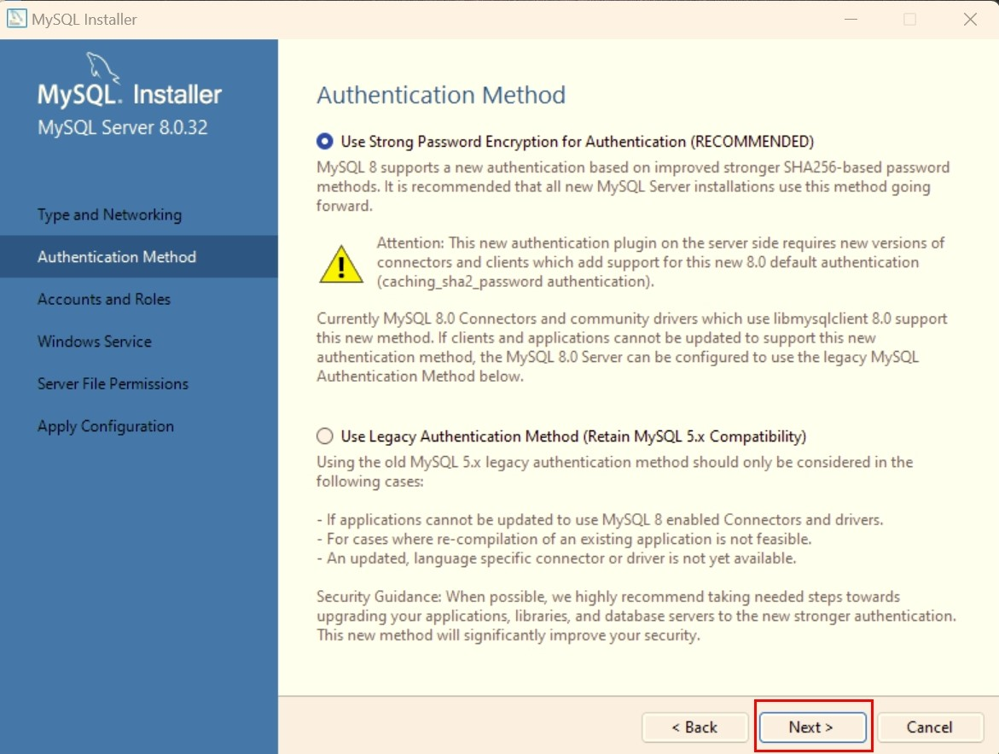 MySQL Installer
MySQL. Installer
MySQL Server 8.0.32
Type and Networking
Authentication Method
Accounts and Roles
Windows Service
Server File Permissions
Apply Configuration
Authentication Method
Use Strong Password Encryption for Authentication (RECOMMENDED)
MySQL 8 supports a new authentication based on improved stronger SHA256-based password
methods. It is recommended that all new MySQL Server installations use this method going
forward.
Attention: This new authentication plugin on the server side requires new versions of
connectors and clients which add support for this new 8.0 default authentication
(caching_sha2_password authentication).
Currently MySQL 8.0 Connectors and community drivers which use libmysqlclient 8.0 support
this new method. If clients and applications cannot be updated to support this new
authentication method, the MySQL 8.0 Server can be configured to use the legacy MySQL
Authentication Method below.
Use Legacy Authentication Method (Retain MySQL 5.x Compatibility)
Using the old MySQL 5.x legacy authentication method should only be considered in the
following cases:
- If applications cannot be updated to use MySQL 8 enabled Connectors and drivers.
- For cases where re-compilation of an existing application is not feasible.
- An updated, language specific connector or driver is not yet available.
Security Guidance: When possible, we highly recommend taking needed steps towards
upgrading your applications, libraries, and database servers to the new stronger authentication.
This new method will significantly improve your security.
< Back
Next >
Cancel